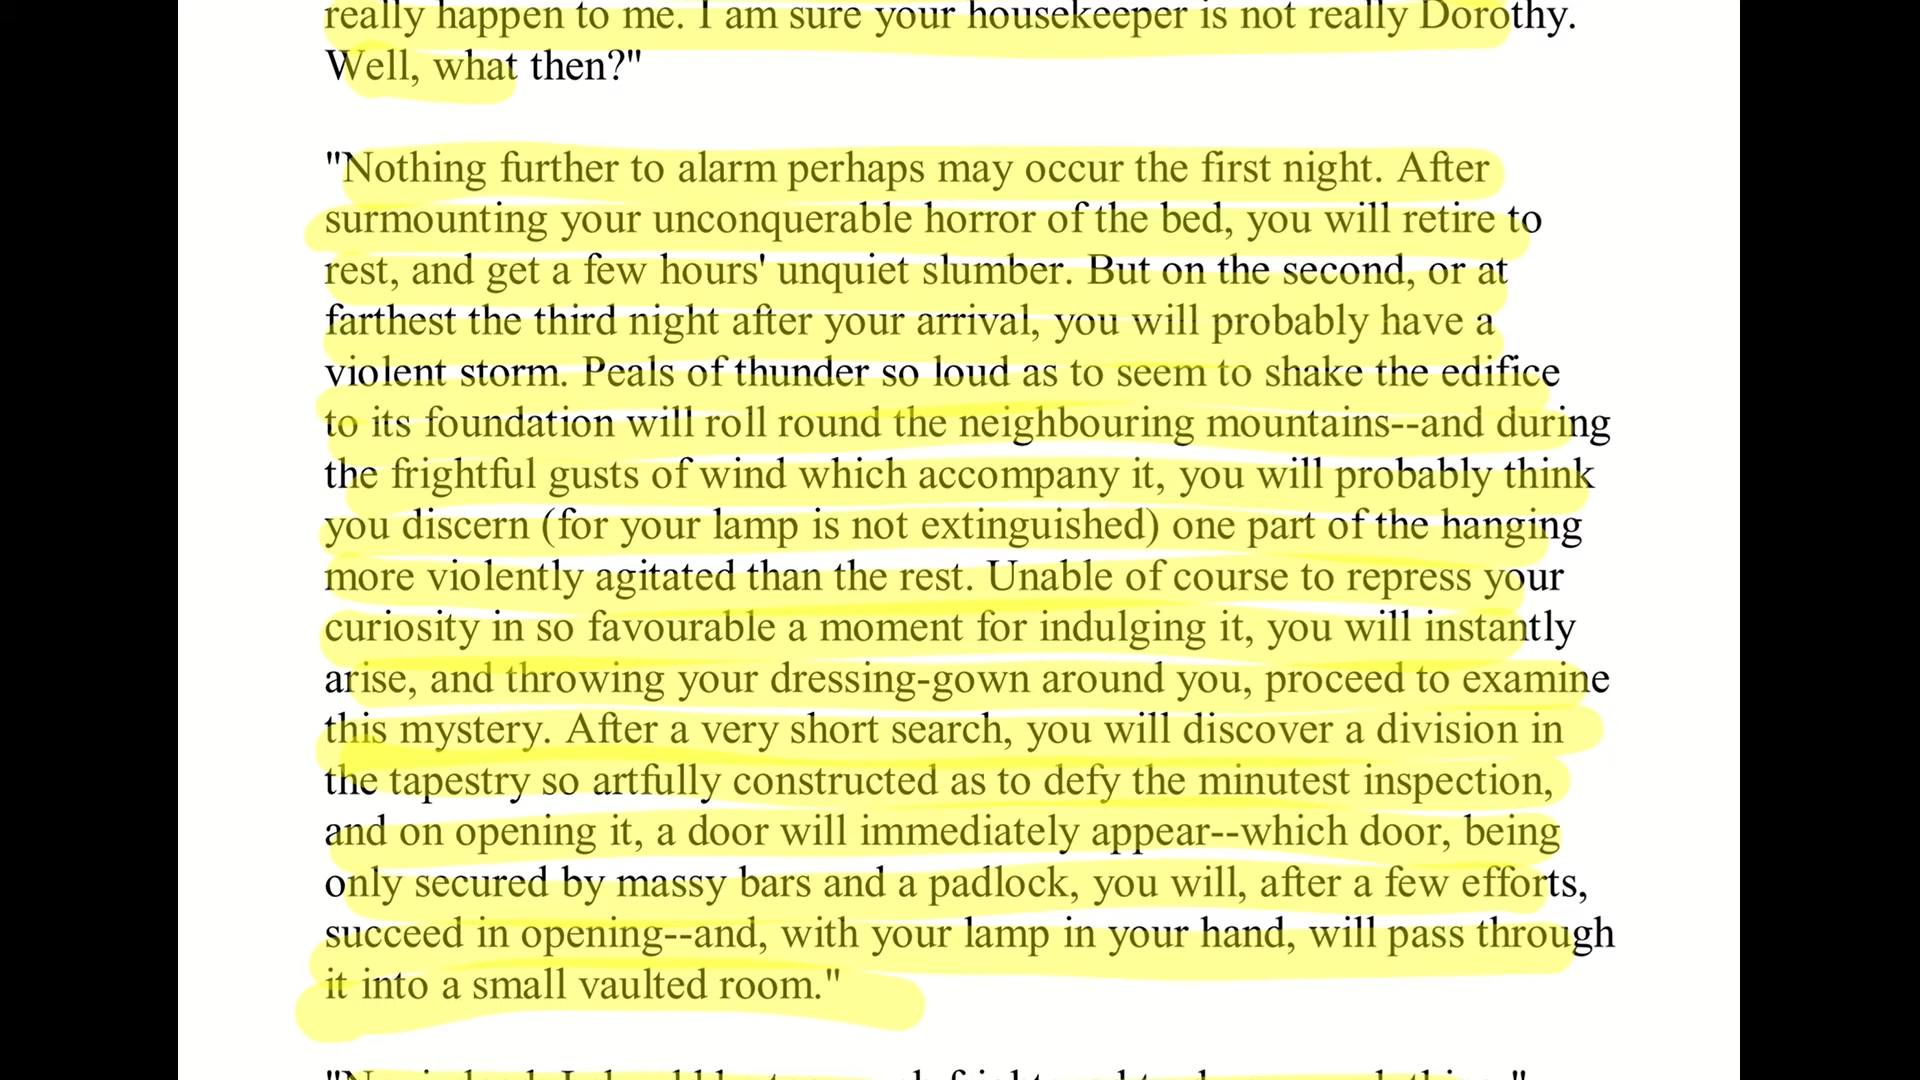 really happen to me. I am sure your housekeeper is not really Dorothy.
Well, what then?"
"Nothing further to alarm perhaps may occur the first night. After
surmounting your unconquerable horror of the bed, you will retire to
rest, and get a few hours' unquiet slumber. But on the second, or at
farthest the third night after your arrival, you will probably have a
violent storm. Peals of thunder so loud as to seem to shake the edifice
to its foundation will roll round the neighbouring mountains--and during
the frightful gusts of wind which accompany it, you will probably think
you discern (for your lamp is not extinguished) one part of the hanging
more violently agitated than the rest. Unable of course to repress your
curiosity in so favourable a moment for indulging it, you will instantly
arise, and throwing your dressing-gown around you, proceed to examine
this mystery. After a very short search, you will discover a division in
the tapestry so artfully constructed as to defy the minutest inspection,
and on opening it, a door will immediately appear--which door, being
only secured by massy bars and a padlock, you will, after a few efforts,
succeed in opening--and, with your lamp in your hand, will pass through
it into a small vaulted room."